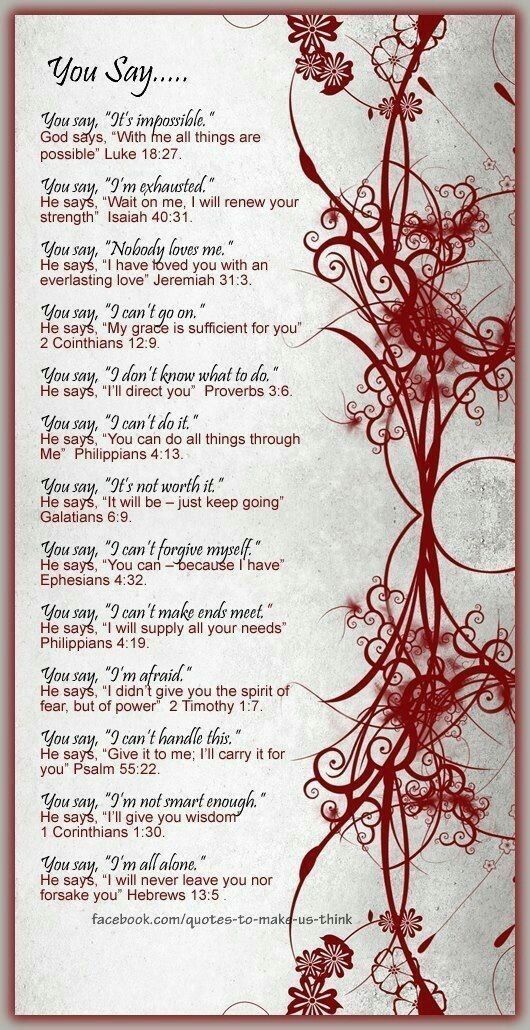 You Say.....
You say, "It's impossible."
God says, “With me all things are
possible” Luke 18:27.
You say, "I'm exhausted."
He says, “Wait on me, I will renew your
strength”  Isaiah 40:31.
You say, "Nobody loves me."
He says, “I have loved you with an
everlasting love” Jeremiah 31:3.
You say, "I can't go on."
He says, “My grace is sufficient for you”
2 Cointhians 12:9.
You say, "I don't know what to do."
He says, “I’ll direct you”  Proverbs 3:6.
You say, "I can't do it."
He says, “You can do all things through
Me”  Philippians 4:13.
You say, "It's not worth it."
He says, “It will be – just keep going”
Galatians 6:9.
You say, "I can't forgive myself."
He says, “You can – because I have”
Ephesians 4:32.
You say, "I can't make ends meet."
He says, “I will supply all your needs”
Philippians 4:19.
You say, "I'm afraid."
He says, “I didn’t give you the spirit of
fear, but of power”  2 Timothy 1:7.
You say, "I can't handle this."
He says, “Give it to me; I’ll carry it for
you” Psalm 55:22.
You say, "I'm not smart enough."
He says, “I’ll give you wisdom
1 Corinthians 1:30.
You say, "I'm all alone."
He says, “I will never leave you nor
forsake you” Hebrews 13:5 .
facebook.com/quotes-to-make-us-think